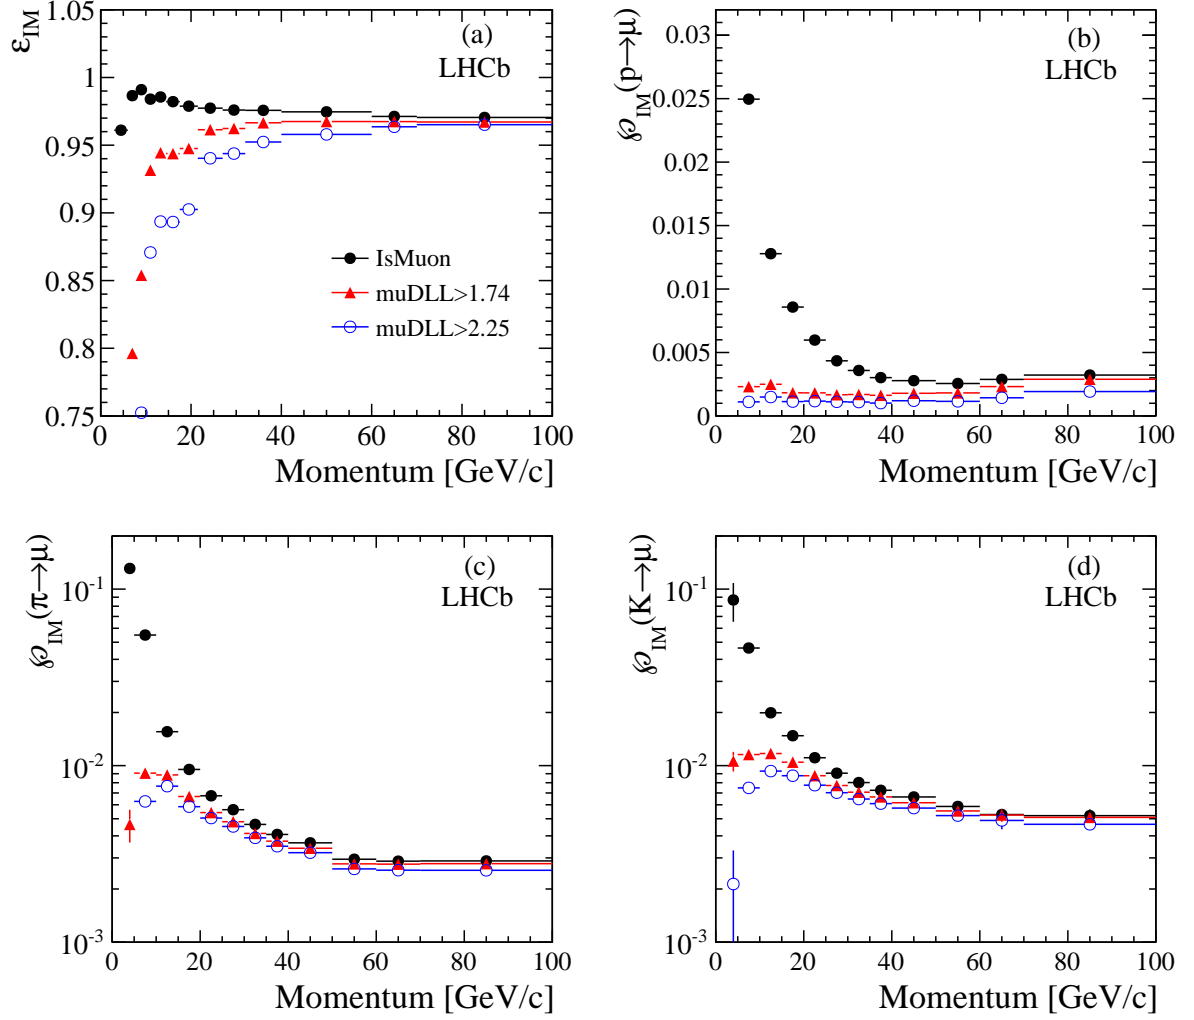 ε_IM
1.05
1
0.95
0.9
0.85
0.8
0.75
(a)
LHCb
IsMuon
muDLL>1.74
muDLL>2.25
0 20 40 60 80 100
Momentum [GeV/c]
℘_IM(p→μ)
0.03
0.025
0.02
0.015
0.01
0.005
0
(b)
LHCb
0 20 40 60 80 100
Momentum [GeV/c]
℘_IM(π→μ)
10⁻¹
10⁻²
10⁻³
(c)
LHCb
0 20 40 60 80 100
Momentum [GeV/c]
℘_IM(K→μ)
10⁻¹
10⁻²
10⁻³
(d)
LHCb
0 20 40 60 80 100
Momentum [GeV/c]